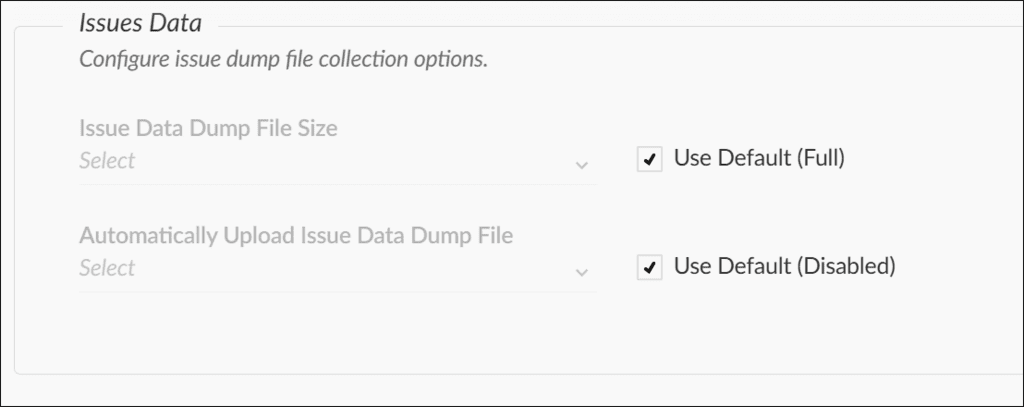 Issues Data
Configure issue dump file collection options.
Issue Data Dump File Size
Select
Use Default (Full)
Automatically Upload Issue Data Dump File
Select
Use Default (Disabled)